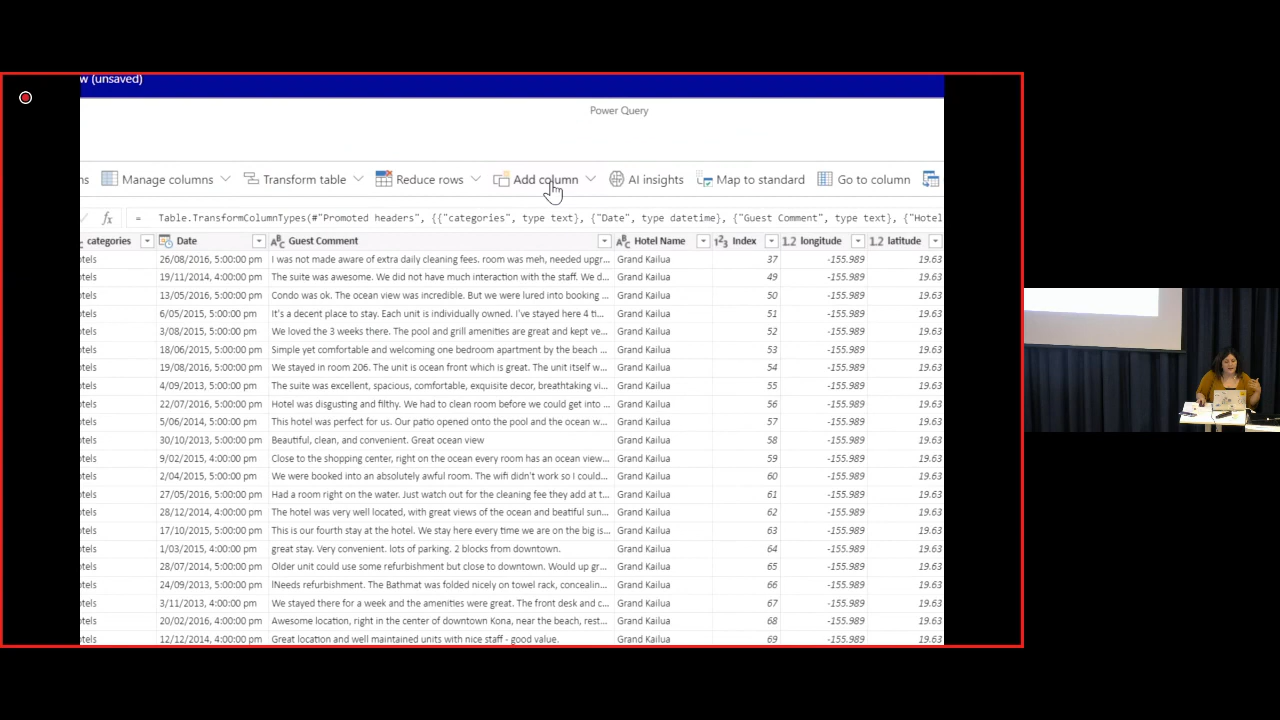 w (unsaved)
Power Query
ns Manage columns Transform table Reduce rows Add column AI insights Map to standard Go to column
fx = Table.TransformColumnTypes(#"Promoted headers", {{"categories", type text}, {"Date", type datetime}, {"Guest Comment", type text}, {"Hotel
categories Date ABC Guest Comment ABC Hotel Name 123 Index 1.2 longitude 1.2 latitude
otels 26/08/2016, 5:00:00 pm I was not made aware of extra daily cleaning fees. room was meh, needed upgr... Grand Kailua 37 -155.989 19.63
otels 19/11/2014, 4:00:00 pm The suite was awesome. We did not have much interaction with the staff. We d... Grand Kailua 49 -155.989 19.63
otels 13/05/2016, 5:00:00 pm Condo was ok. The ocean view was incredible. But we were lured into booking ... Grand Kailua 50 -155.989 19.63
otels 6/05/2015, 5:00:00 pm It's a decent place to stay. Each unit is individually owned. I've stayed here 4 ti... Grand Kailua 51 -155.989 19.63
otels 3/08/2015, 5:00:00 pm We loved the 3 weeks there. The pool and grill amenities are great and kept ve... Grand Kailua 52 -155.989 19.63
otels 18/06/2015, 5:00:00 pm Simple yet comfortable and welcoming one bedroom apartment by the beach ... Grand Kailua 53 -155.989 19.63
otels 19/08/2016, 5:00:00 pm We stayed in room 206. The unit is ocean front which is great. The unit itself w... Grand Kailua 54 -155.989 19.63
otels 4/09/2013, 5:00:00 pm The suite was excellent, spacious, comfortable, exquisite decor, breathtaking vi... Grand Kailua 55 -155.989 19.63
otels 22/07/2016, 5:00:00 pm Hotel was disgusting and filthy. We had to clean room before we could get into ... Grand Kailua 56 -155.989 19.63
otels 5/06/2014, 5:00:00 pm This hotel was perfect for us. Our patio opened onto the pool and the ocean w... Grand Kailua 57 -155.989 19.63
otels 30/10/2013, 5:00:00 pm Beautiful, clean, and convenient. Great ocean view Grand Kailua 58 -155.989 19.63
otels 9/02/2015, 4:00:00 pm Close to the shopping center, right on the ocean every room has an ocean view... Grand Kailua 59 -155.989 19.63
otels 2/04/2015, 5:00:00 pm We were booked into an absolutely awful room. The wifi didn't work so I could... Grand Kailua 60 -155.989 19.63
otels 27/05/2016, 5:00:00 pm Had a room right on the water. Just watch out for the cleaning fee they add at t... Grand Kailua 61 -155.989 19.63
otels 28/12/2014, 4:00:00 pm The hotel was very well located, with great views of the ocean and beatiful sun... Grand Kailua 62 -155.989 19.63
otels 17/10/2015, 5:00:00 pm This is our fourth stay at the hotel. We stay here every time we are on the big is... Grand Kailua 63 -155.989 19.63
otels 1/03/2015, 4:00:00 pm great stay. Very convenient. lots of parking. 2 blocks from downtown. Grand Kailua 64 -155.989 19.63
otels 28/07/2014, 5:00:00 pm Older unit could use some refurbishment but close to downtown. Would up gr... Grand Kailua 65 -155.989 19.63
otels 24/09/2013, 5:00:00 pm lNeeds refurbishment. The Bathmat was folded nicely on towel rack, concealin... Grand Kailua 66 -155.989 19.63
otels 3/11/2013, 4:00:00 pm We stayed there for a week and the amenities were great. The front desk and c... Grand Kailua 67 -155.989 19.63
otels 20/02/2016, 4:00:00 pm Awesome location, right in the center of downtown Kona, near the beach, rest... Grand Kailua 68 -155.989 19.63
otels 12/12/2014, 4:00:00 pm Great location and well maintained units with nice staff - good value. Grand Kailua 69 -155.989 19.63